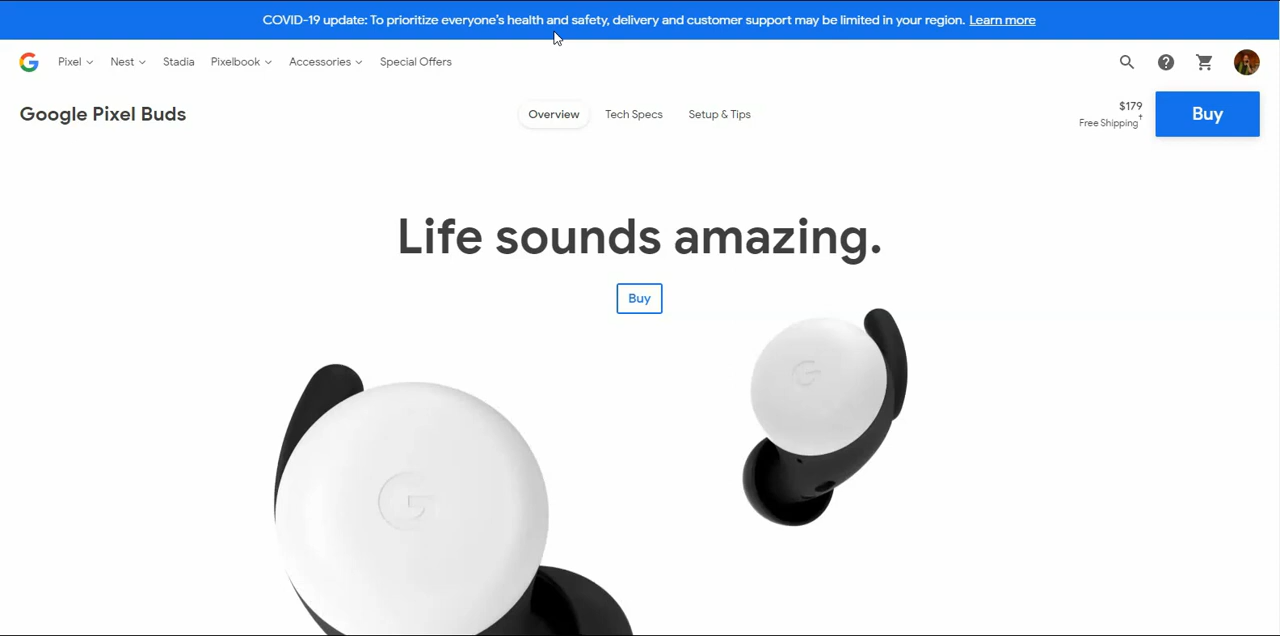 COVID-19 update: To prioritize everyone's health and safety, delivery and customer support may be limited in your region. Learn more
Pixel Nest Stadia Pixelbook Accessories Special Offers
Google Pixel Buds Overview Tech Specs Setup & Tips
$179
Free Shipping†
Buy
Life sounds amazing.
Buy
G
G